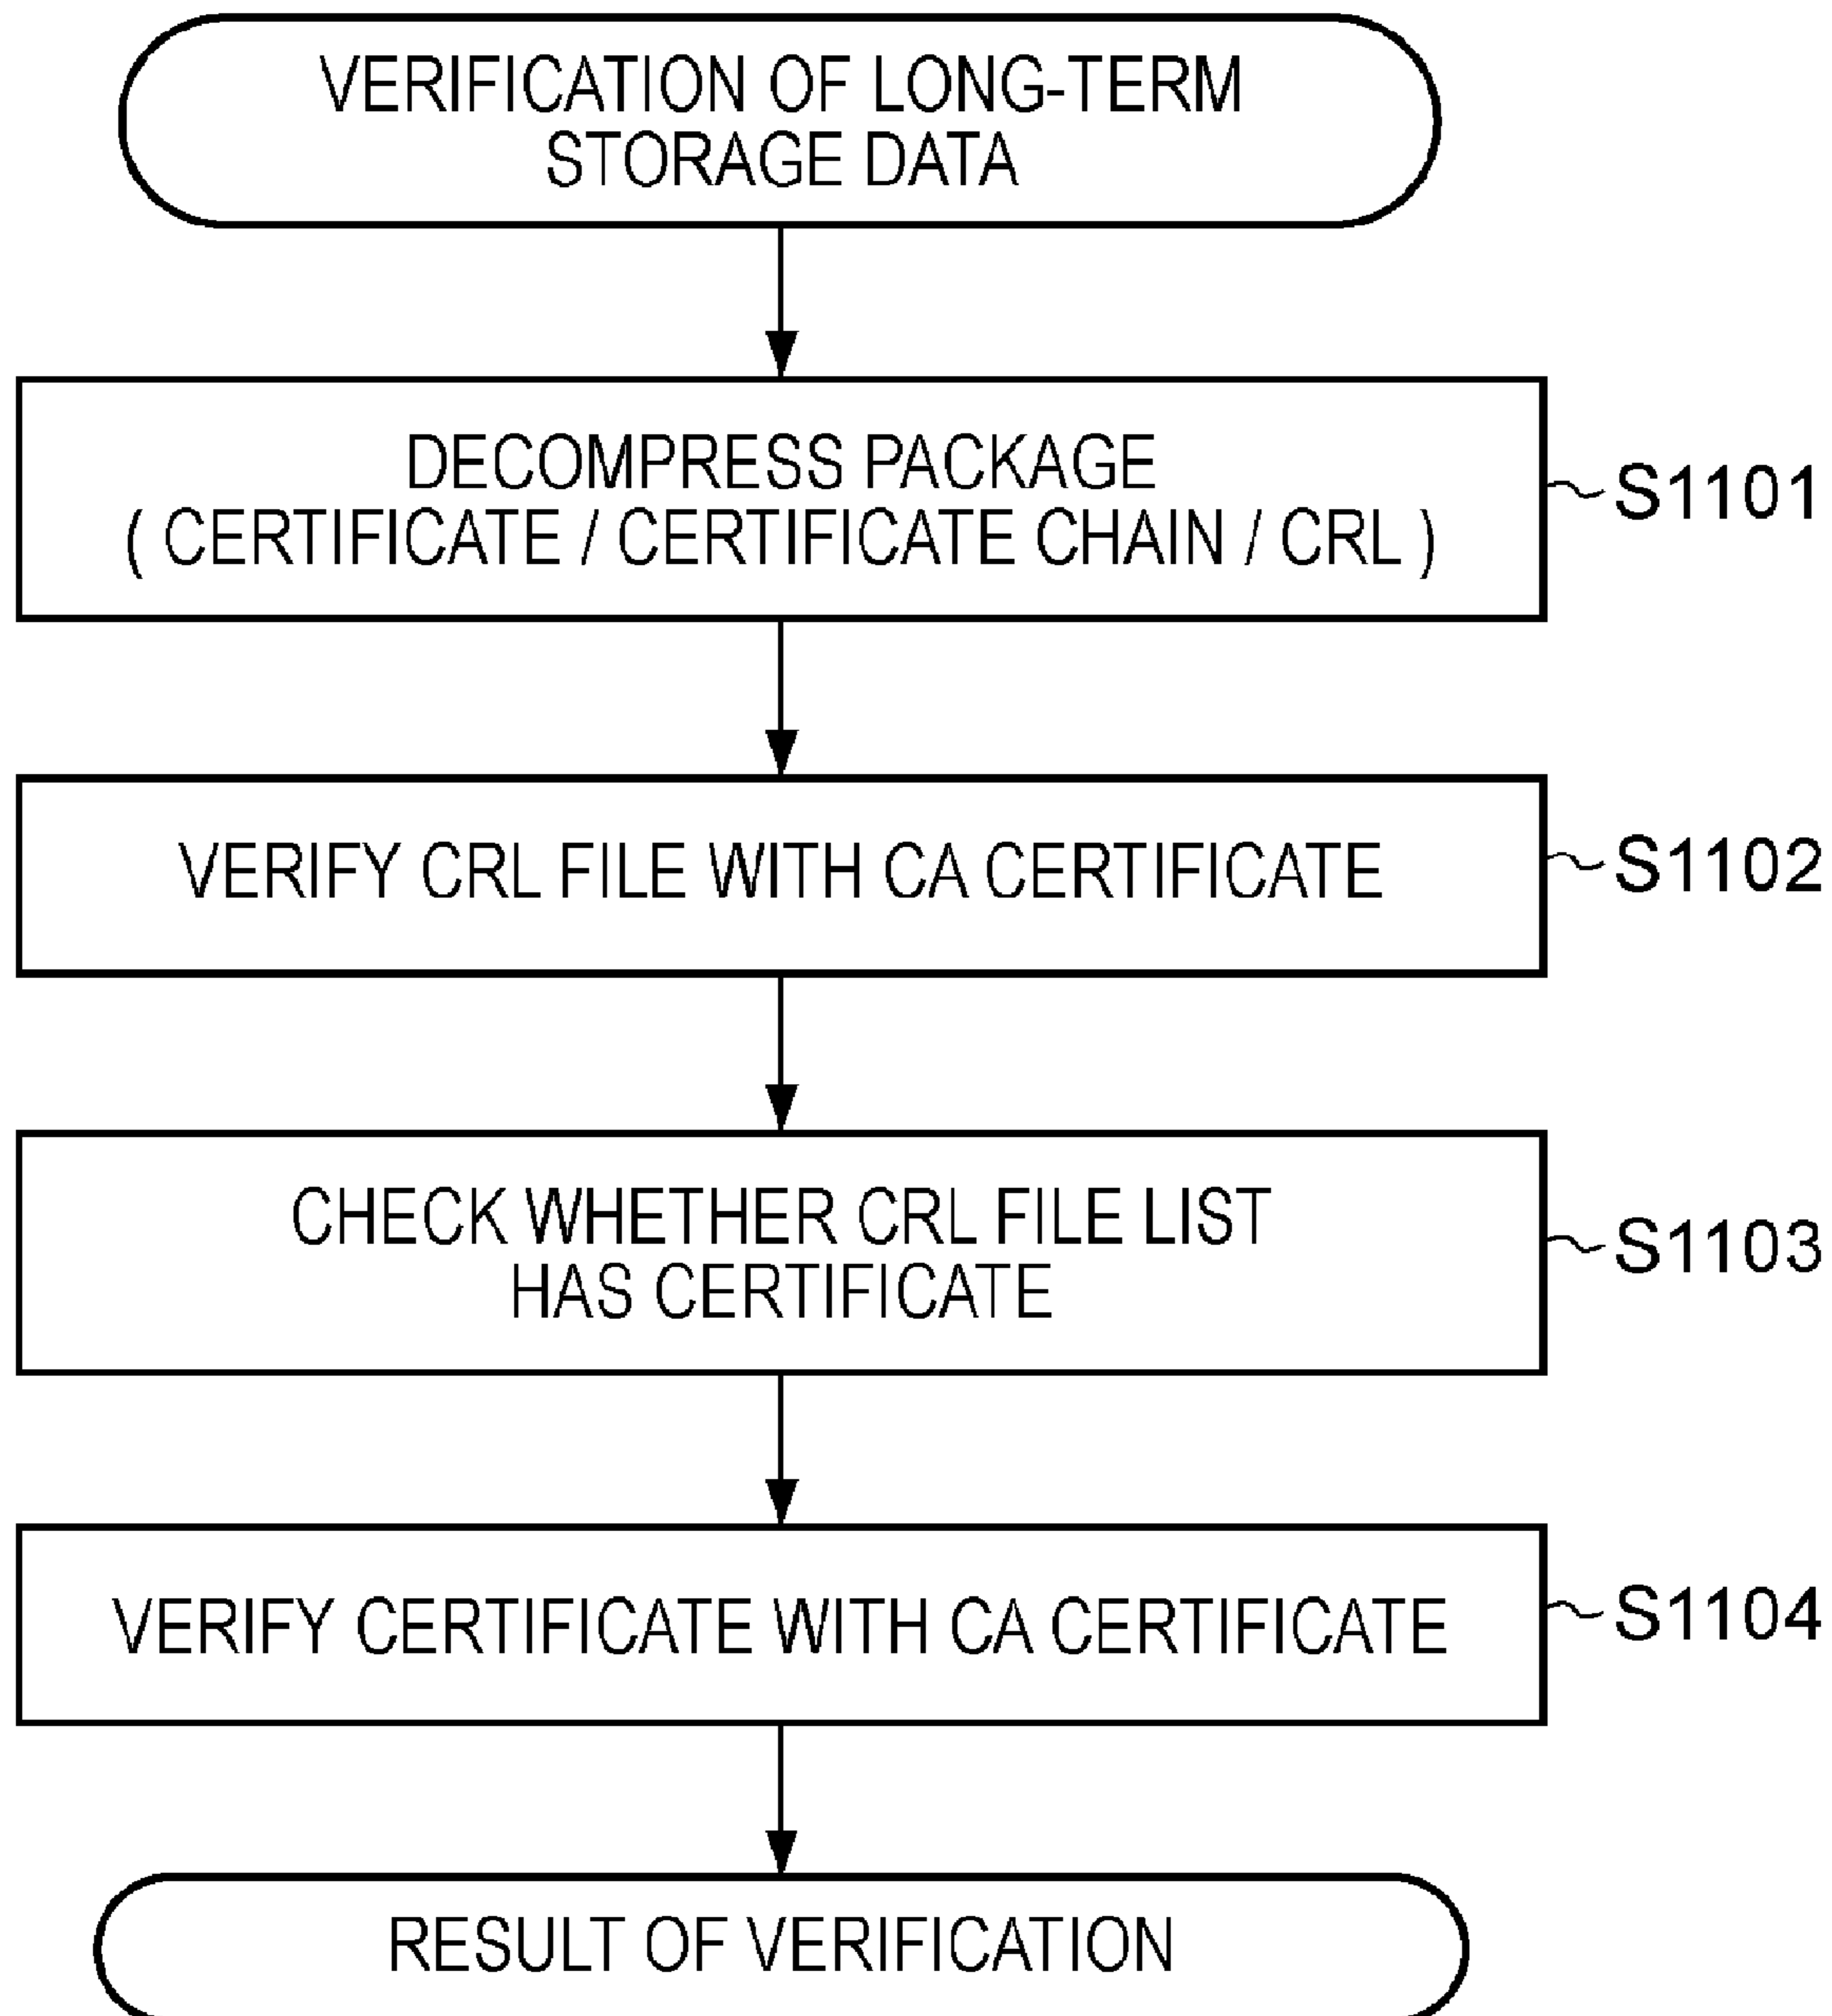 VERIFICATION OF LONG-TERM
STORAGE DATA
DECOMPRESS PACKAGE
( CERTIFICATE / CERTIFICATE CHAIN / CRL )
S1101
VERIFY CRL FILE WITH CA CERTIFICATE
S1102
CHECK WHETHER CRL FILE LIST
HAS CERTIFICATE
S1103
VERIFY CERTIFICATE WITH CA CERTIFICATE
S1104
RESULT OF VERIFICATION